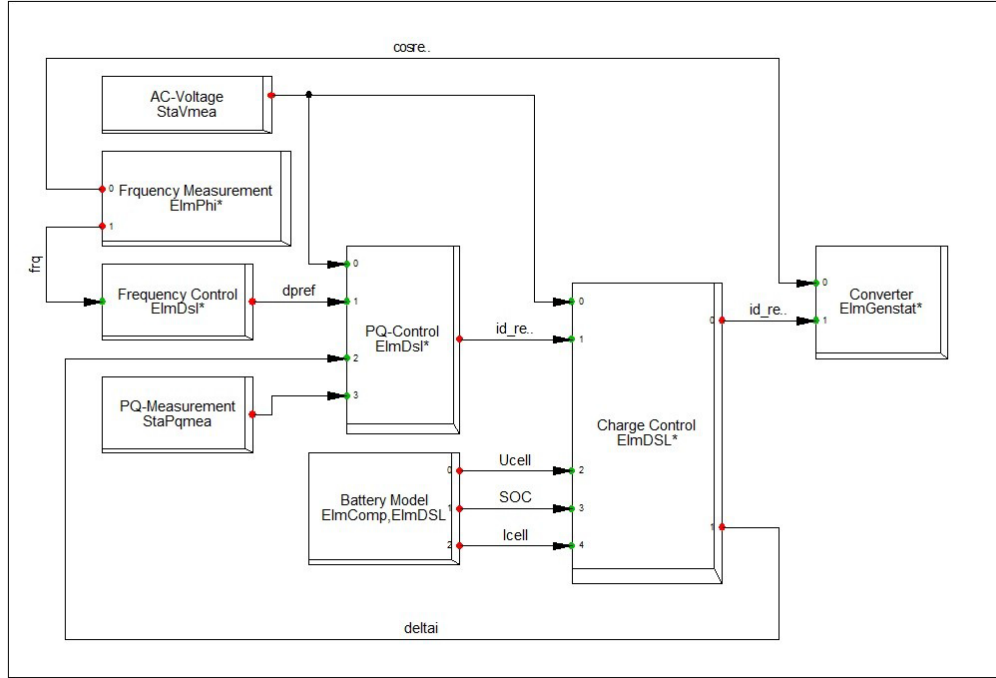 cosre..
AC-Voltage
StaVmea
0
Frquency Measurement
ElmPhi*
1
frq
Frequency Control
ElmDsl*
dpref
0
1
PQ-Control
ElmDsl*
2
3
id_re..
PQ-Measurement
StaPqmea
Battery Model
ElmComp,ElmDSL
0
1
2
Ucell
SOC
Icell
0
1
Charge Control
ElmDSL*
2
3
4
0
1
id_re..
0
Converter
ElmGenstat*
1
deltai